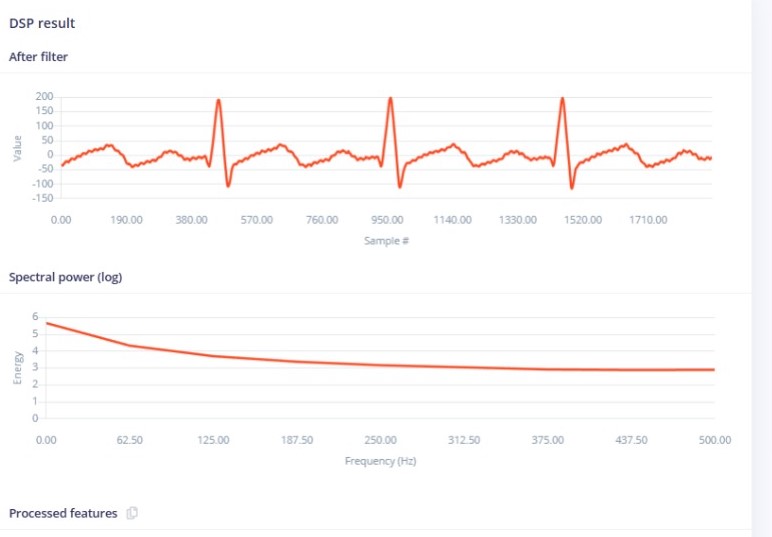 DSP result
After filter
200
150
100
50
0
-50
-100
-150
Value
0.00 190.00 380.00 570.00 760.00 950.00 1140.00 1330.00 1520.00 1710.00
Sample #
Spectral power (log)
6
5
4
3
2
1
0
Energy
0.00 62.50 125.00 187.50 250.00 312.50 375.00 437.50 500.00
Frequency (Hz)
Processed features